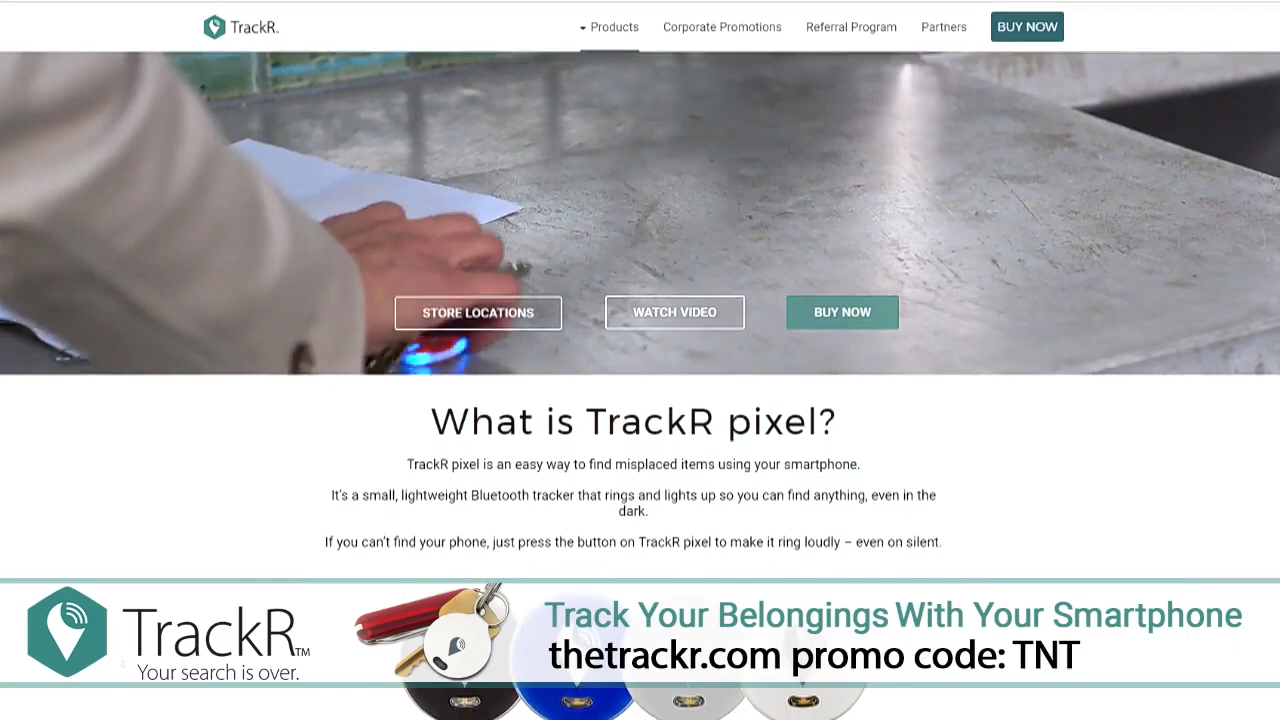 TrackR
Products
Corporate Promotions
Referral Program
Partners
BUY NOW
STORE LOCATIONS
WATCH VIDEO
BUY NOW
What is TrackR pixel?
TrackR pixel is an easy way to find misplaced items using your smartphone.
It's a small, lightweight Bluetooth tracker that rings and lights up so you can find anything, even in the
dark.
If you can't find your phone, just press the button on TrackR pixel to make it ring loudly – even on silent.
TrackR™
Your search is over.
Track Your Belongings With Your Smartphone
thetrackr.com promo code: TNT